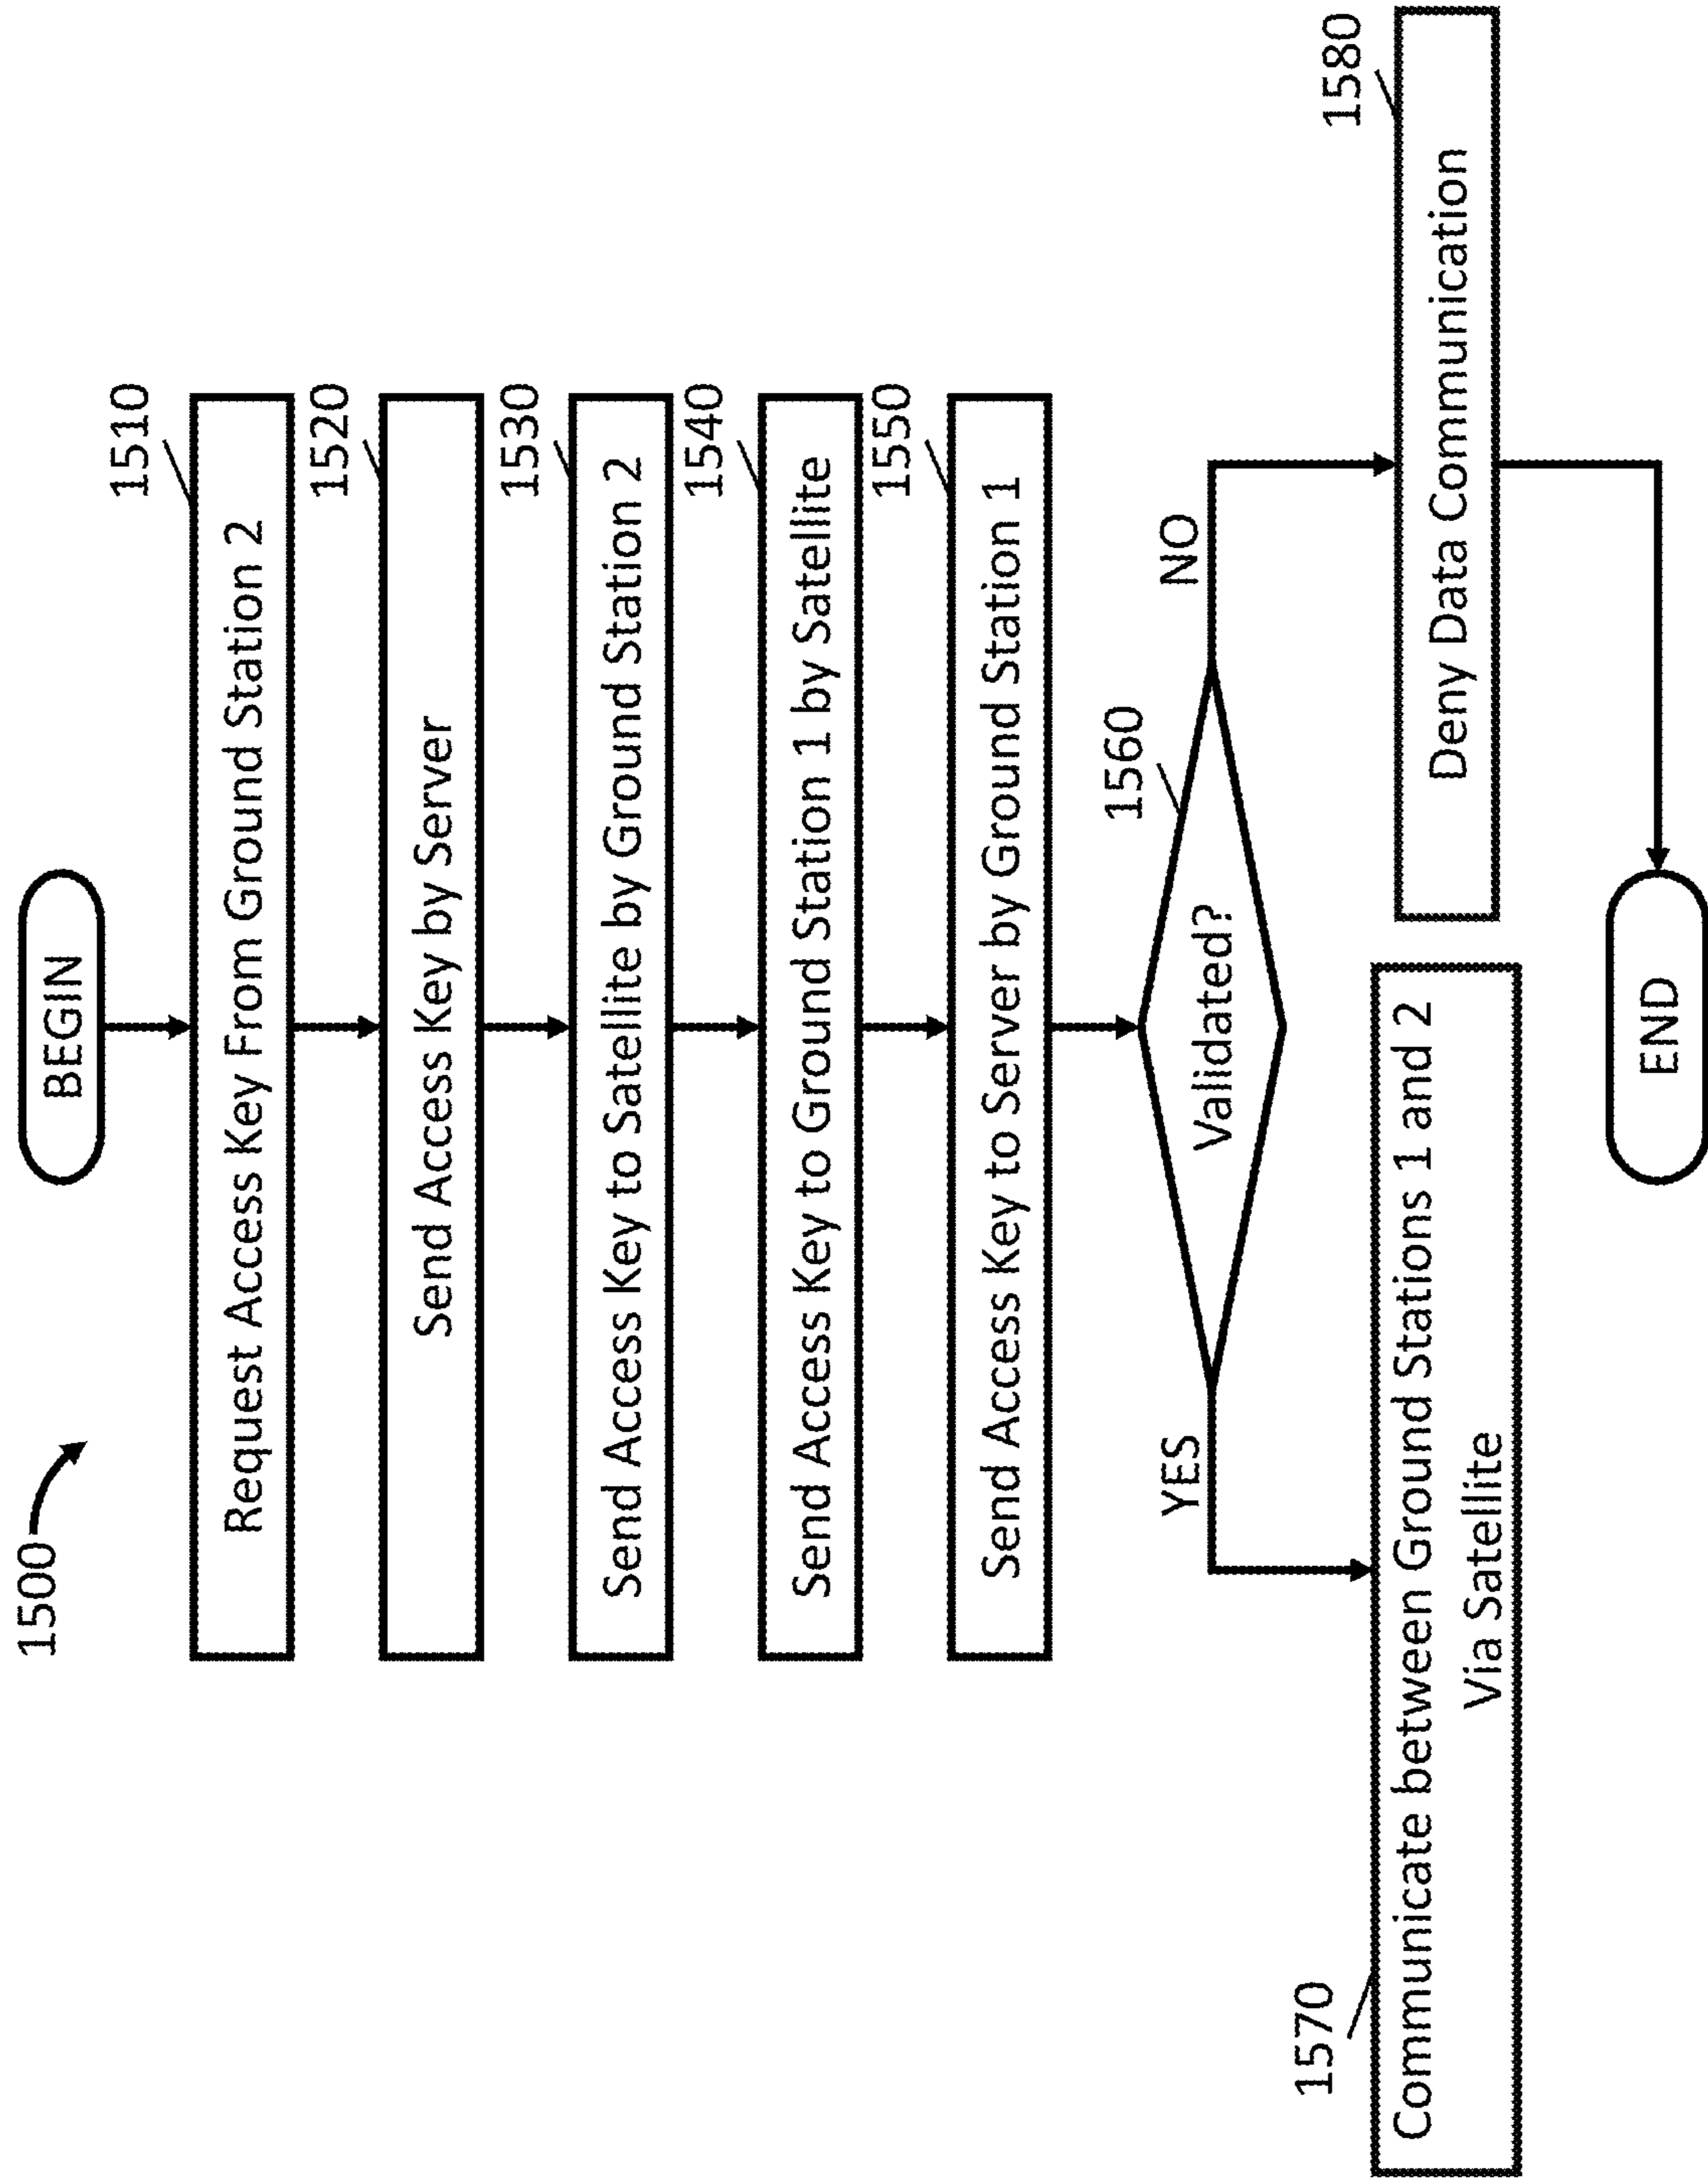 1500
BEGIN
1510
Request Access Key From Ground Station 2
1520
Send Access Key by Server
1530
Send Access Key to Satellite by Ground Station 2
1540
Send Access Key to Ground Station 1 by Satellite
1550
Send Access Key to Server by Ground Station 1
1560
Validated?
YES
NO
1570
Communicate between Ground Stations 1 and 2
Via Satellite
1580
Deny Data Communication
END